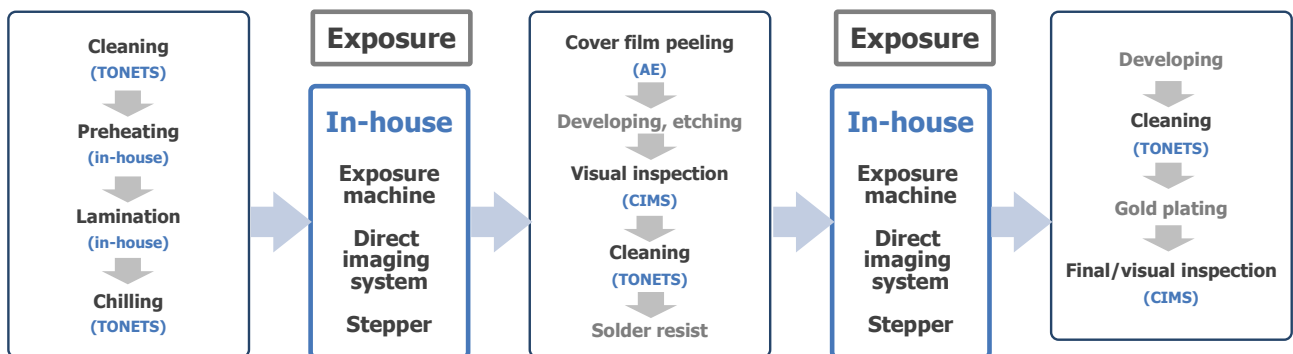 Cleaning
(TONETS)
Preheating
(in-house)
Lamination
(in-house)
Chilling
(TONETS)
Exposure
In-house
Exposure
machine
Direct
imaging
system
Stepper
Cover film peeling
(AE)
Developing, etching
Visual inspection
(CIMS)
Cleaning
(TONETS)
Solder resist
Exposure
In-house
Exposure
machine
Direct
imaging
system
Stepper
Developing
Cleaning
(TONETS)
Gold plating
Final/visual inspection
(CIMS)